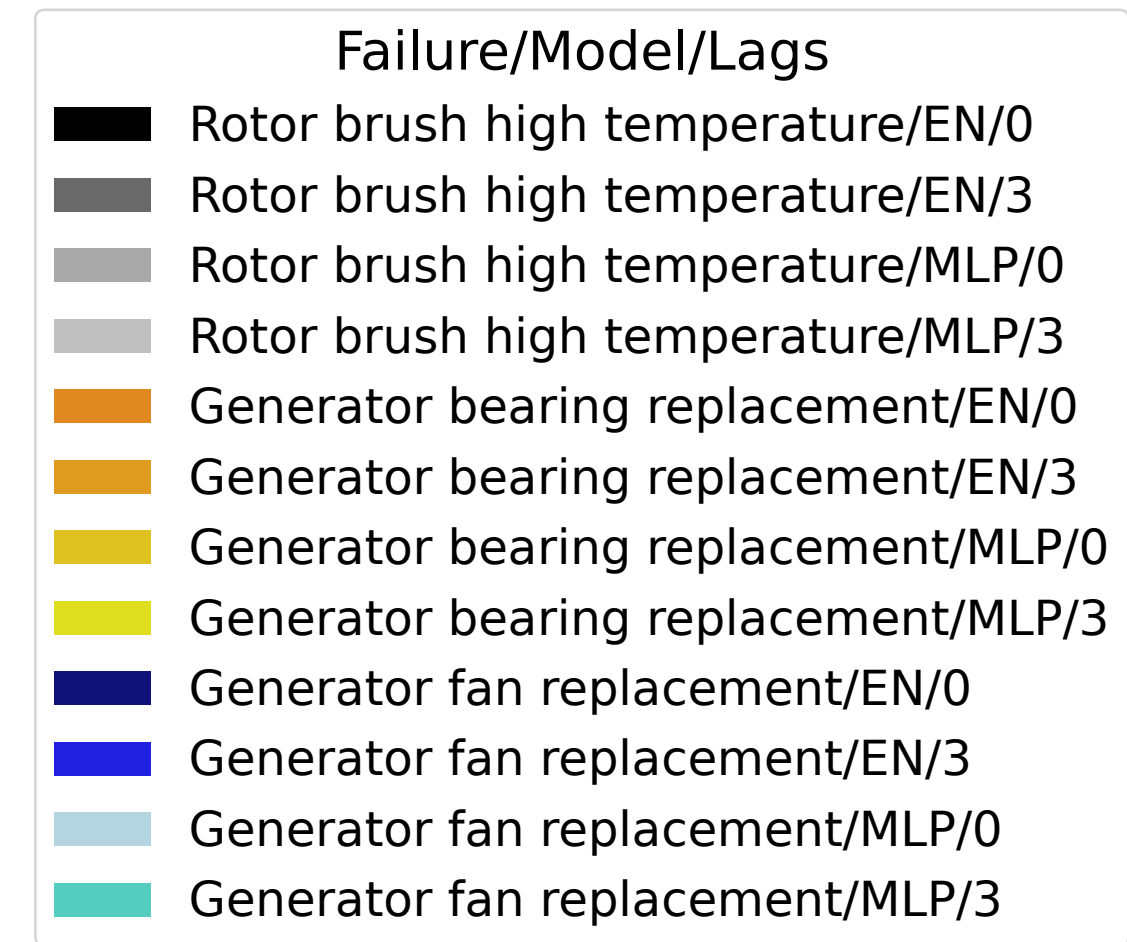 Failure/Model/Lags
Rotor brush high temperature/EN/0
Rotor brush high temperature/EN/3
Rotor brush high temperature/MLP/0
Rotor brush high temperature/MLP/3
Generator bearing replacement/EN/0
Generator bearing replacement/EN/3
Generator bearing replacement/MLP/0
Generator bearing replacement/MLP/3
Generator fan replacement/EN/0
Generator fan replacement/EN/3
Generator fan replacement/MLP/0
Generator fan replacement/MLP/3